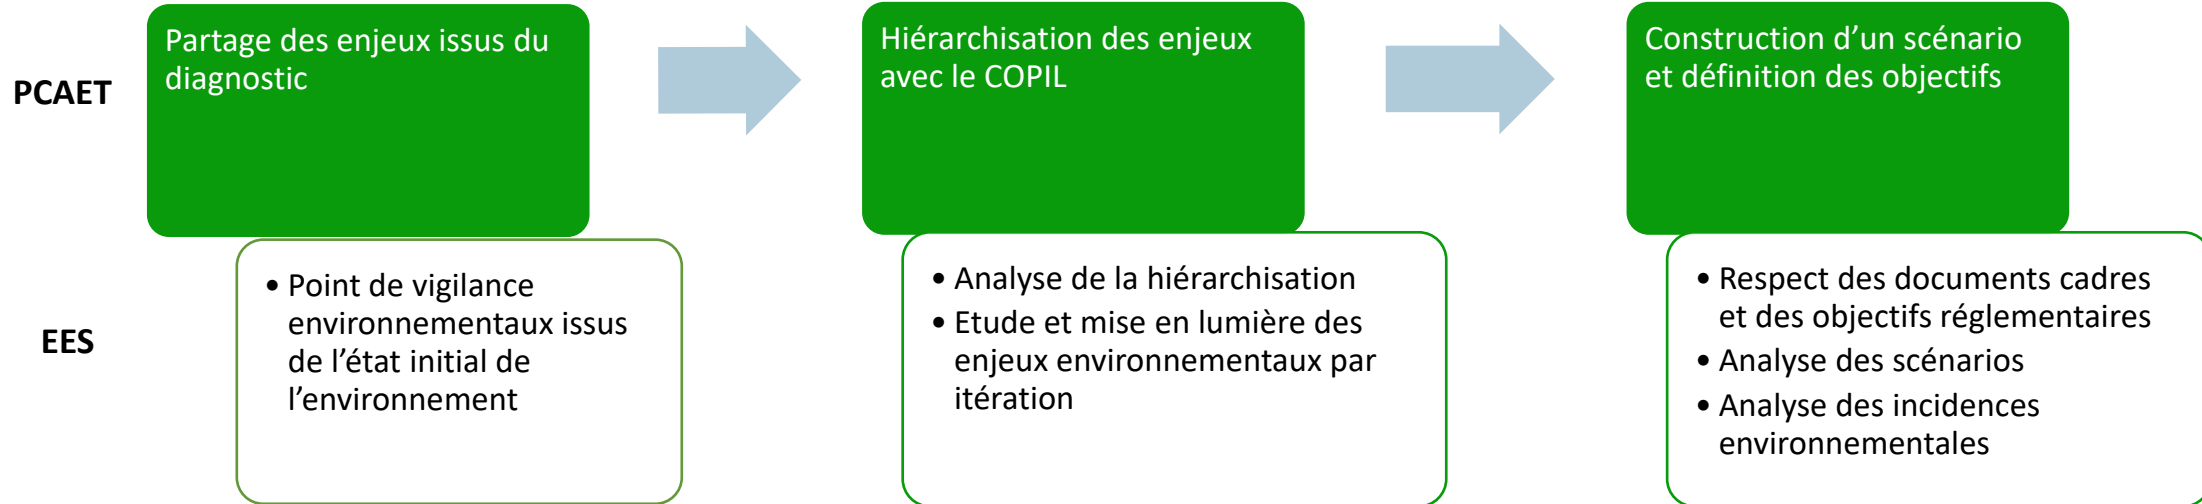 PCAET
Partage des enjeux issus du
diagnostic
Hiérarchisation des enjeux
avec le COPIL
Construction d’un scénario
et définition des objectifs
EES
• Point de vigilance
environnementaux issus
de l’état initial de
l’environnement
• Analyse de la hiérarchisation
• Etude et mise en lumière des
enjeux environnementaux par
itération
• Respect des documents cadres
et des objectifs réglementaires
• Analyse des scénarios
• Analyse des incidences
environnementales